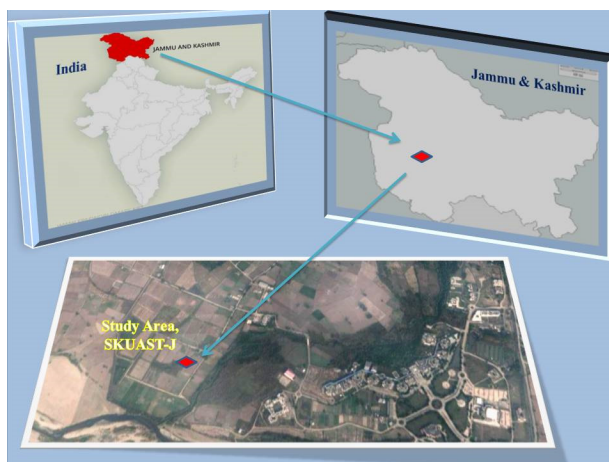 India
JAMMU AND KASHMIR
Jammu & Kashmir
Study Area,
SKUAST-J